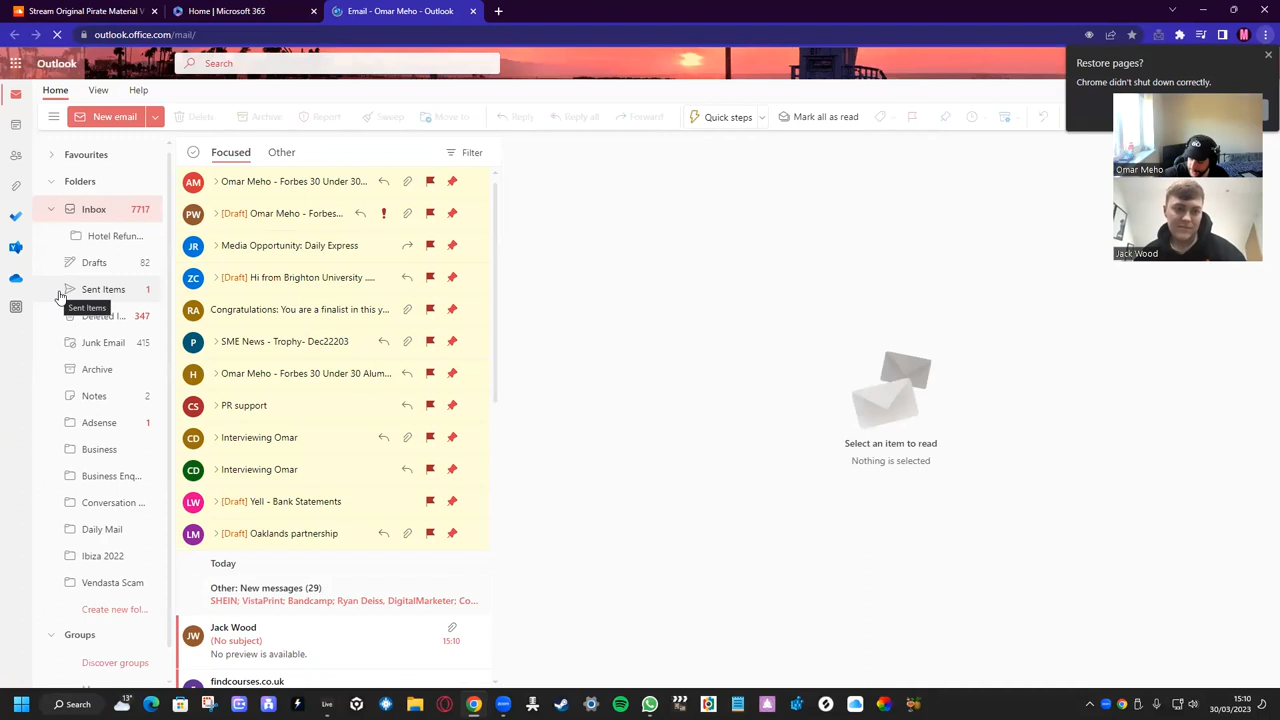 Stream Original Pirate Material V
Home | Microsoft 365
Email - Omar Meho - Outlook
outlook.office.com/mail/
Outlook
Search
Restore pages?
Chrome didn't shut down correctly.
Home
View
Help
New email
Delete
Archive
Report
Sweep
Move to
Reply
Reply all
Forward
Quick steps
Mark all as read
Omar Meho
Jack Wood
Favourites
Folders
Inbox 7717
Hotel Refun...
Drafts 82
Sent Items 1
Sent Items
Deleted I... 347
Junk Email 415
Archive
Notes 2
Adsense 1
Business
Business Enq...
Conversation ...
Daily Mail
Ibiza 2022
Vendasta Scam
Create new fol...
Groups
Discover groups
Focused
Other
Filter
AM Omar Meho - Forbes 30 Under 30...
PW [Draft] Omar Meho - Forbes...
JR Media Opportunity: Daily Express
ZC [Draft] Hi from Brighton University ....
RA Congratulations: You are a finalist in this y...
P SME News - Trophy- Dec22203
H Omar Meho - Forbes 30 Under 30 Alum...
CS PR support
CD Interviewing Omar
CD Interviewing Omar
LW [Draft] Yell - Bank Statements
LM [Draft] Oaklands partnership
Today
Other: New messages (29)
SHEIN; VistaPrint; Bandcamp; Ryan Deiss, DigitalMarketer; Co...
JW Jack Wood
(No subject) 15:10
No preview is available.
findcourses.co.uk
Select an item to read
Nothing is selected
Search
13°
Live
15:10
30/03/2023